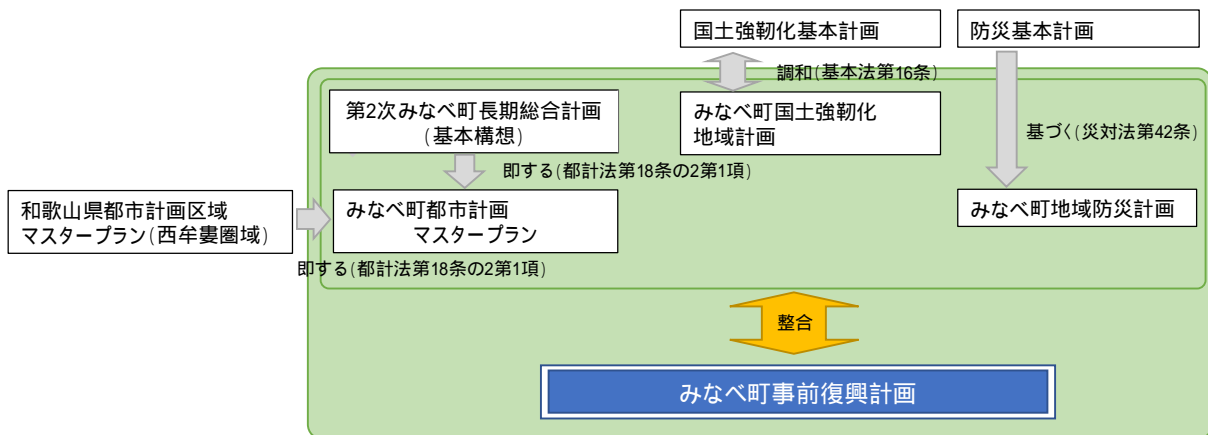 国土強靭化基本計画
防災基本計画
調和(基本法第16条)
第2次みなべ町長期総合計画
(基本構想)
みなべ町国土強靭化
地域計画
基づく(災対法第42条)
即する(都計法第18条の2第1項)
和歌山県都市計画区域
マスタープラン(西牟婁圏域)
みなべ町都市計画
マスタープラン
みなべ町地域防災計画
即する(都計法第18条の2第1項)
整合
みなべ町事前復興計画